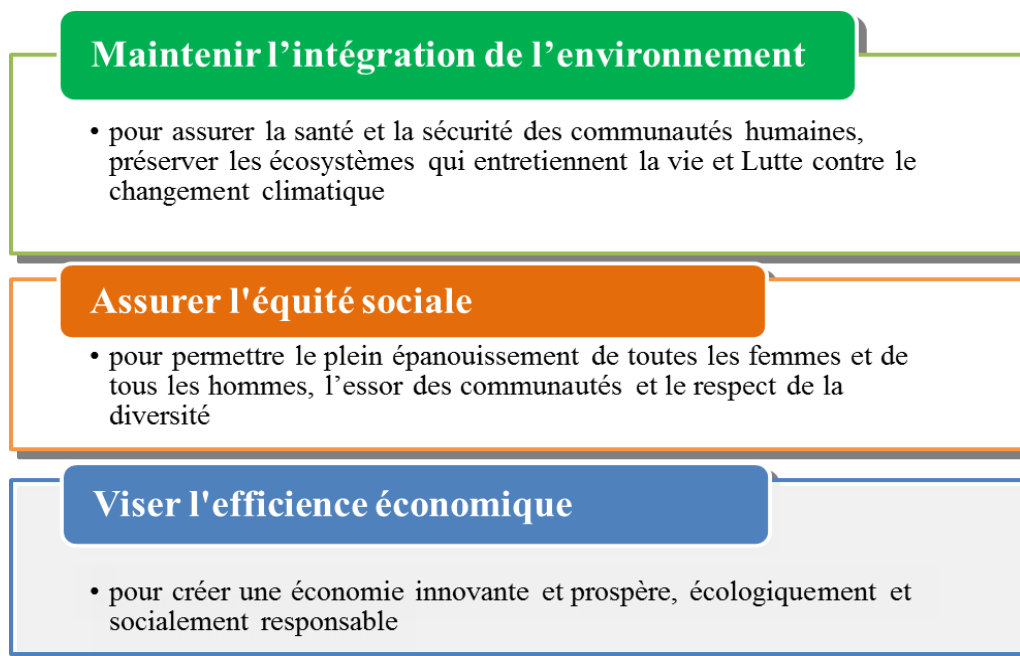 Maintenir l’intégration de l’environnement
• pour assurer la santé et la sécurité des communautés humaines,
préserver les écosystèmes qui entretiennent la vie et Lutte contre le
changement climatique
Assurer l'équité sociale
• pour permettre le plein épanouissement de toutes les femmes et de
tous les hommes, l’essor des communautés et le respect de la
diversité
Viser l'efficience économique
• pour créer une économie innovante et prospère, écologiquement et
socialement responsable